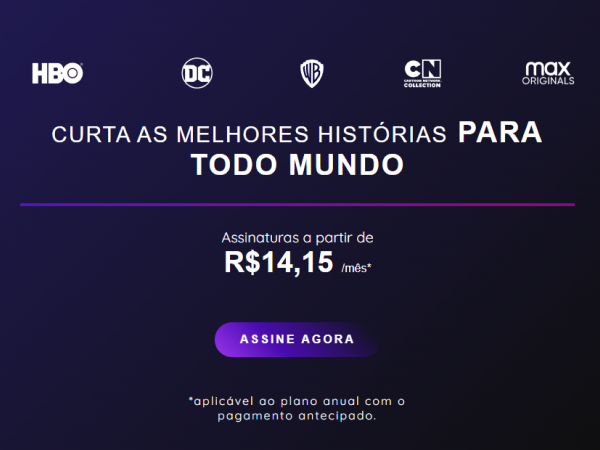 HBO DC WB CN max
CARTOON NETWORK ORIGINALS
COLLECTION
CURTA AS MELHORES HISTÓRIAS PARA
TODO MUNDO
Assinaturas a partir de
R$14,15 /mês*
ASSINE AGORA
*aplicável ao plano anual com o
pagamento antecipado.